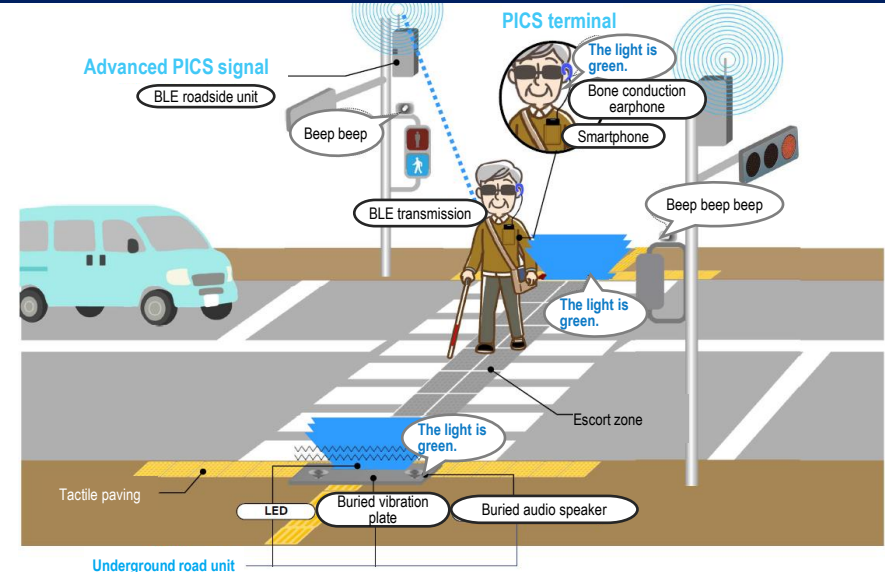 PICS terminal
The light is
green.
Advanced PICS signal
BLE roadside unit
Bone conduction
earphone
Smartphone
Beep beep
BLE transmission
Beep beep beep
The light is
green.
Escort zone
The light is
green.
Tactile paving
LED
Buried vibration
plate
Buried audio speaker
Underground road unit